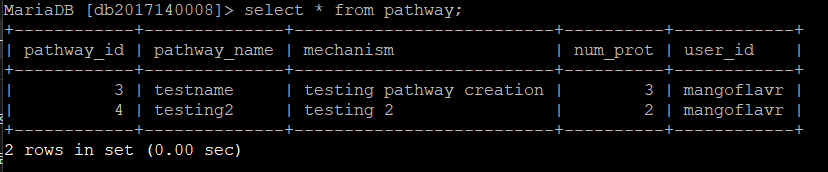 MariaDB [db2017140008]> select * from pathway;
+------------+--------------+---------------------------+----------+------------+
| pathway_id | pathway_name | mechanism                 | num_prot | user_id    |
+------------+--------------+---------------------------+----------+------------+
|          3 | testname     | testing pathway creation  |        3 | mangoflavr |
|          4 | testing2     | testing 2                 |        2 | mangoflavr |
+------------+--------------+---------------------------+----------+------------+
2 rows in set (0.00 sec)